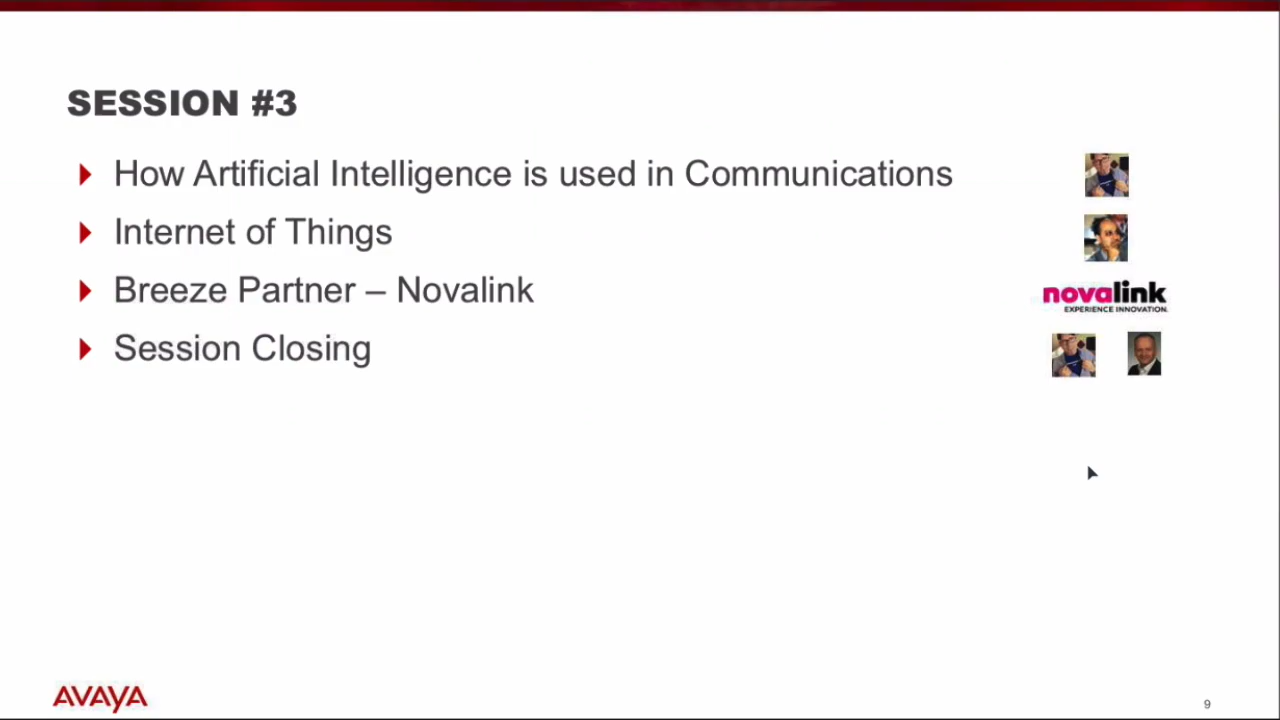 SESSION #3
How Artificial Intelligence is used in Communications
Internet of Things
Breeze Partner – Novalink
novalink
EXPERIENCE INNOVATION.
Session Closing
AVAYA
9